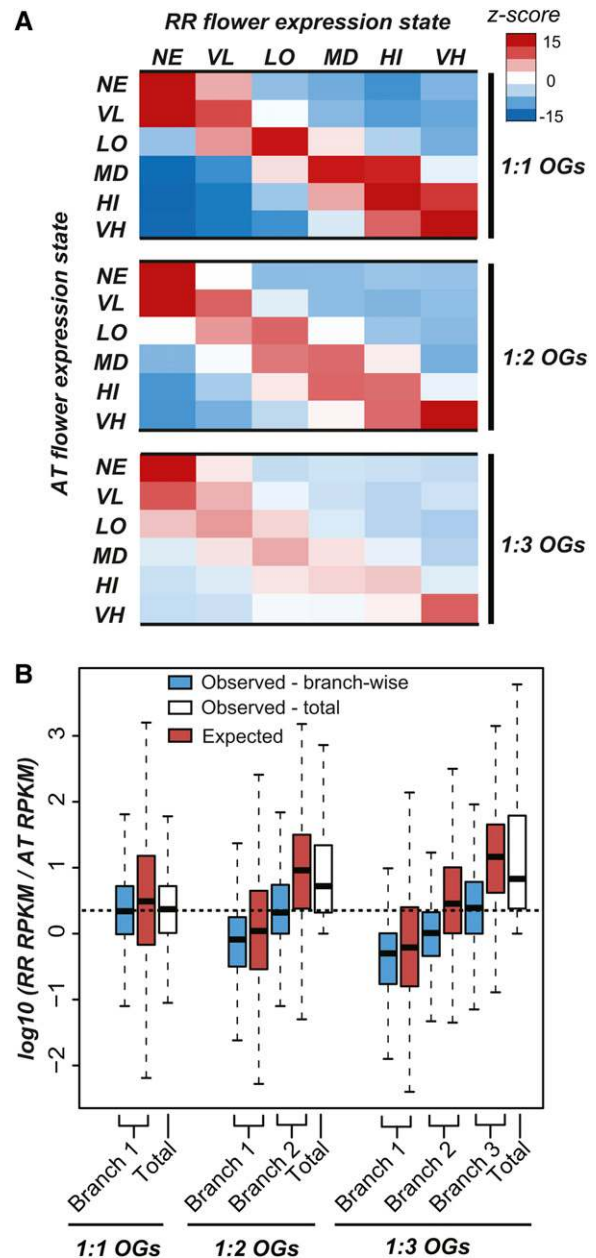 A
RR flower expression state
z-score
NE VL LO MD HI VH
15
0
-15
AT flower expression state
NE
VL
LO
MD
HI
VH
1:1 OGs
NE
VL
LO
MD
HI
VH
1:2 OGs
NE
VL
LO
MD
HI
VH
1:3 OGs
B
Observed - branch-wise
Observed - total
Expected
log10 (RR RPKM / AT RPKM)
3
2
1
0
−1
−2
Branch 1 Total Branch 1 Branch 2 Total Branch 1 Branch 2 Branch 3 Total
1:1 OGs 1:2 OGs 1:3 OGs